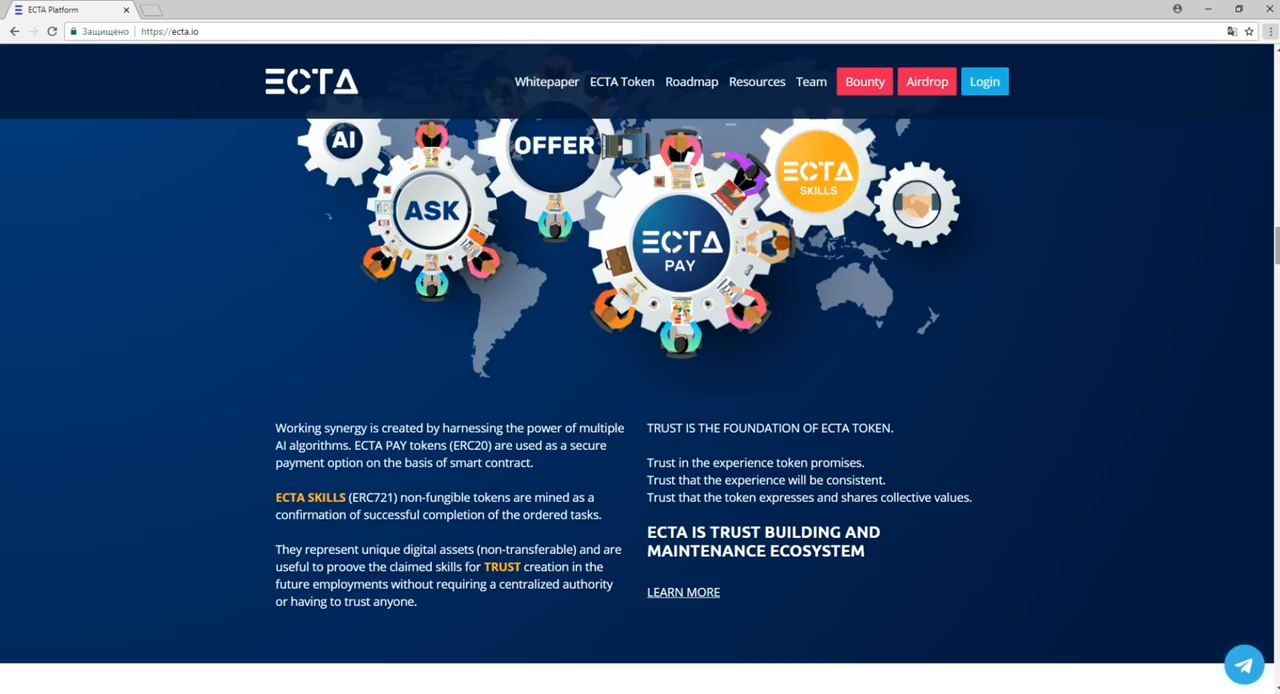 ECTA Platform
Защищено
https://ecta.io
ECTA
Whitepaper
ECTA Token
Roadmap
Resources
Team
Bounty
Airdrop
Login
AI
OFFER
ASK
ECTA
SKILLS
ECTA
PAY
Working synergy is created by harnessing the power of multiple
AI algorithms. ECTA PAY tokens (ERC20) are used as a secure
payment option on the basis of smart contract.
ECTA SKILLS (ERC721) non-fungible tokens are mined as a
confirmation of successful completion of the ordered tasks.
They represent unique digital assets (non-transferable) and are
useful to proove the claimed skills for TRUST creation in the
future employments without requiring a centralized authority
or having to trust anyone.
TRUST IS THE FOUNDATION OF ECTA TOKEN.
Trust in the experience token promises.
Trust that the experience will be consistent.
Trust that the token expresses and shares collective values.
ECTA IS TRUST BUILDING AND
MAINTENANCE ECOSYSTEM
LEARN MORE